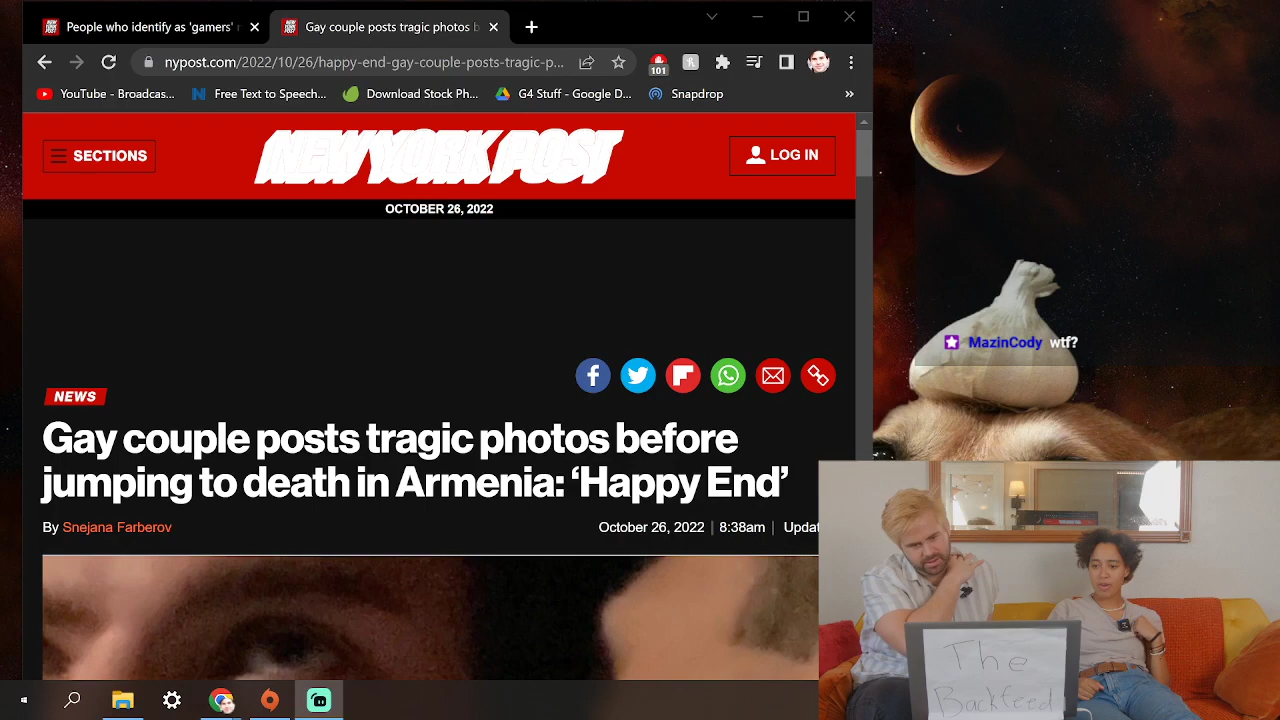 People who identify as 'gamers'
Gay couple posts tragic photos b
nypost.com/2022/10/26/happy-end-gay-couple-posts-tragic-p...
101
YouTube - Broadcas...
Free Text to Speech...
Download Stock Ph...
G4 Stuff - Google D...
Snapdrop
»
SECTIONS
NEW YORK POST
LOG IN
OCTOBER 26, 2022
MazinCody wtf?
NEWS
Gay couple posts tragic photos before
jumping to death in Armenia: ‘Happy End’
By Snejana Farberov
October 26, 2022 | 8:38am | Updat
The
Backfeed